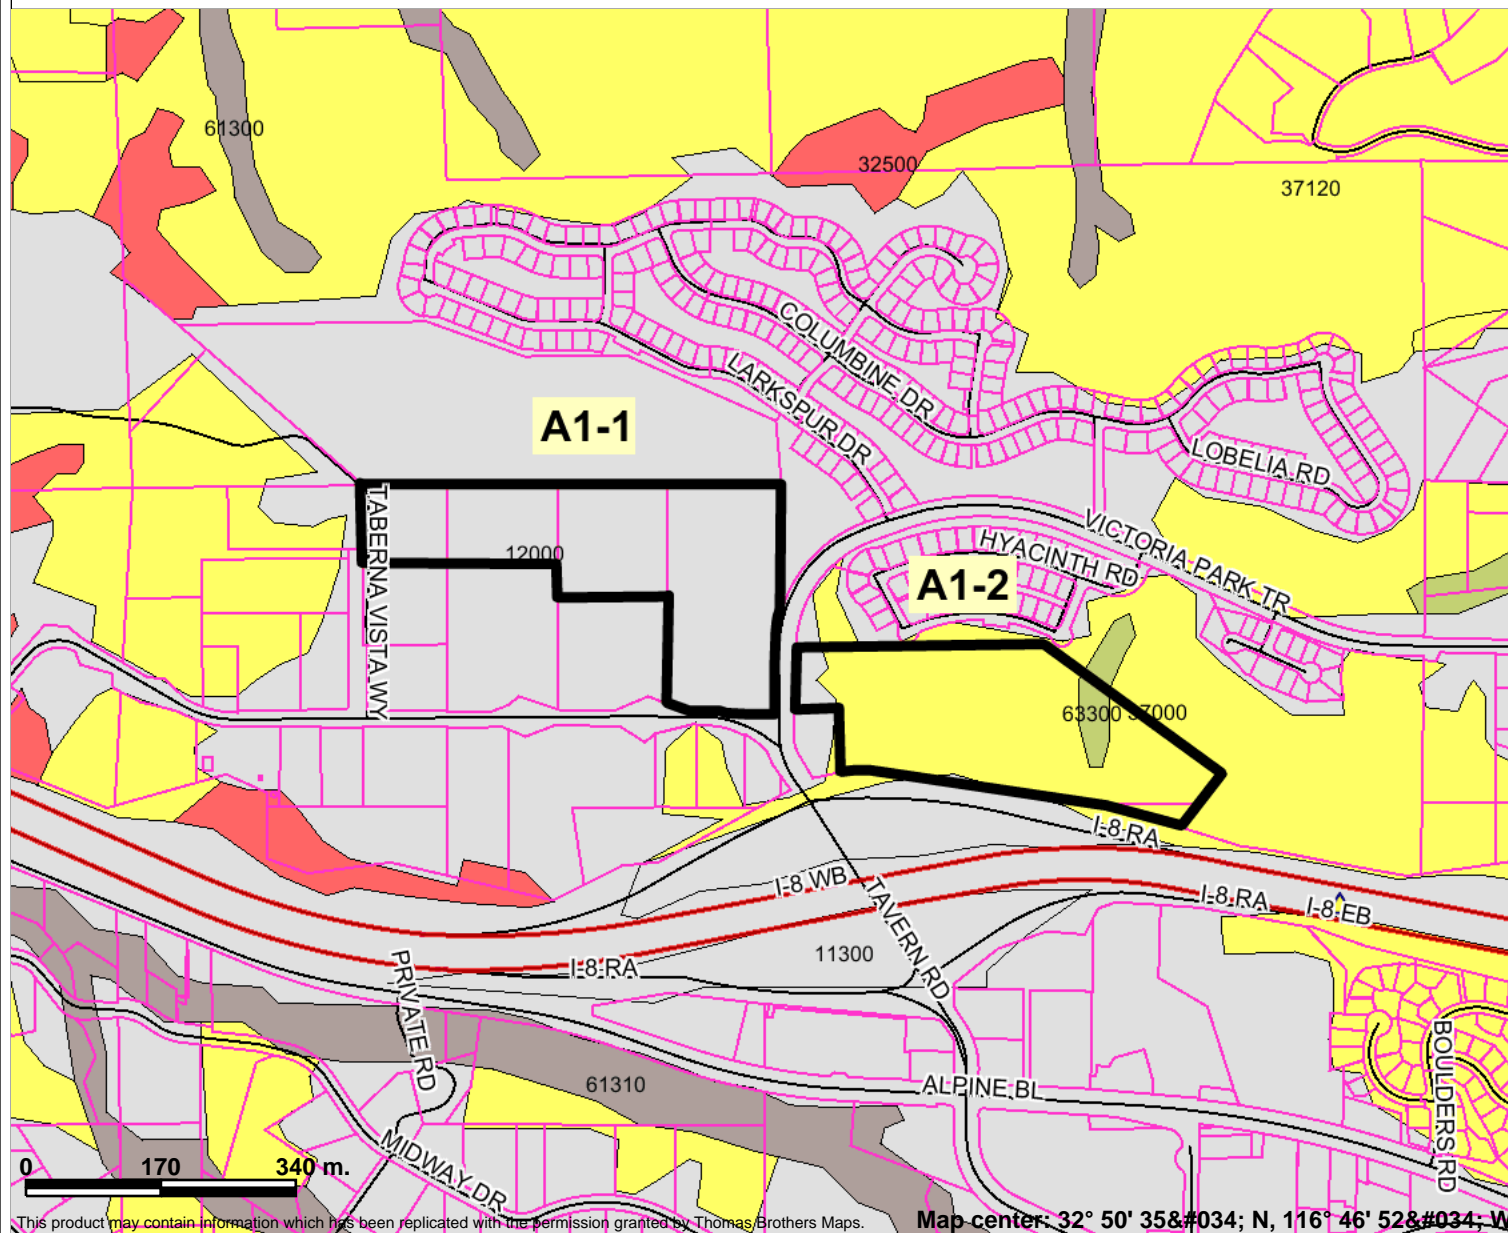 61300
32500
37120
COLUMBINE DR
LARKSPUR DR
A1-1
LOBELIA RD
TABERNA VISTA WY
VICTORIA PARK TR
HYACINTH RD
12000
A1-2
63300 37000
I-8 RA
I-8 WB
TAVERN RD
I-8 RA
I-8 EB
11300
I-8 RA
PRIVATE RD
61310
ALPINE BL
BOULDERS RD
MIDWAY DR
0 170 340 m.
This product may contain information which has been replicated with the permission granted by Thomas Brothers Maps.
Map center: 32° 50' 35&#034; N, 116° 46' 52&#034; W